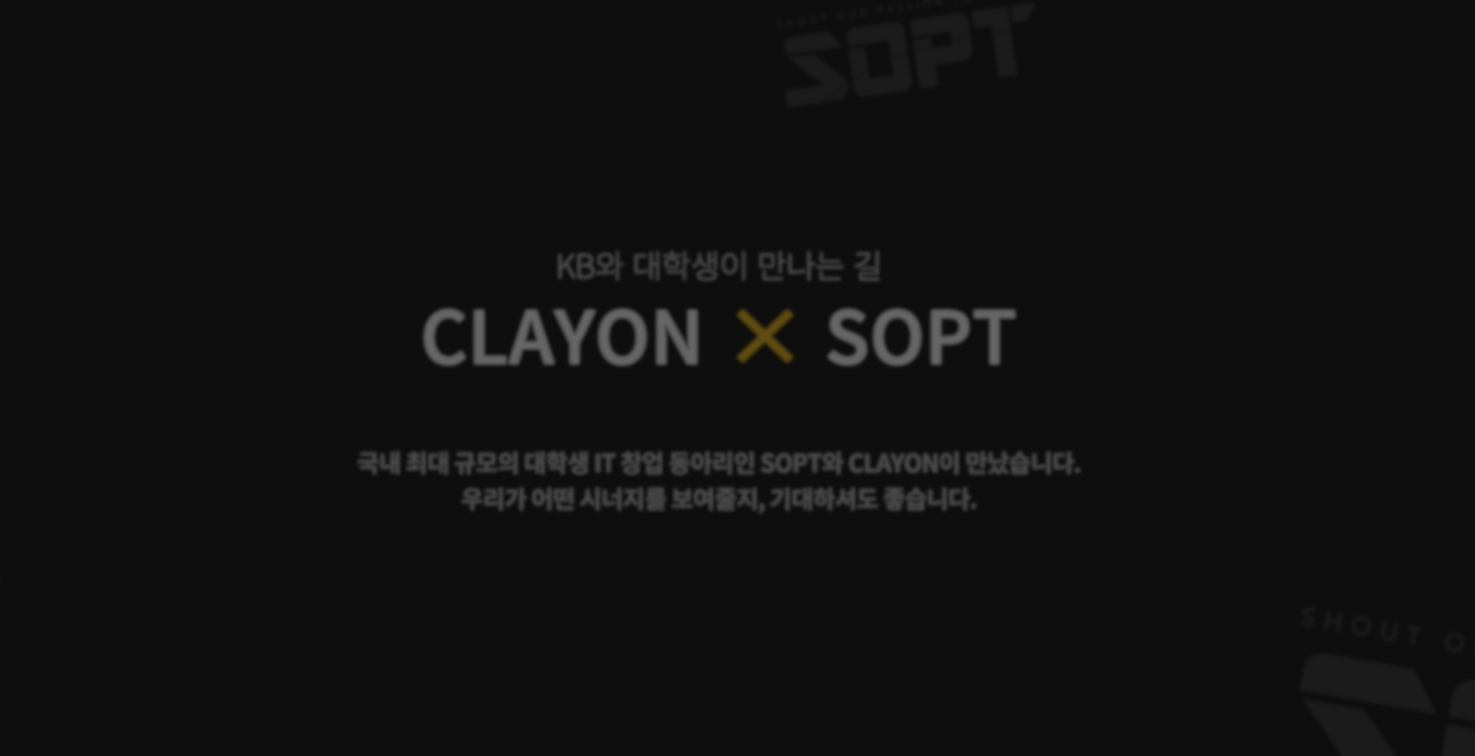 SHOUT OUR PASSION
SOPT
KB와 대학생이 만나는 길
CLAYON × SOPT
국내 최대 규모의 대학생 IT 창업 동아리인 SOPT와 CLAYON이 만났습니다.
우리가 어떤 시너지를 보여줄지, 기대하셔도 좋습니다.
SHOUT O